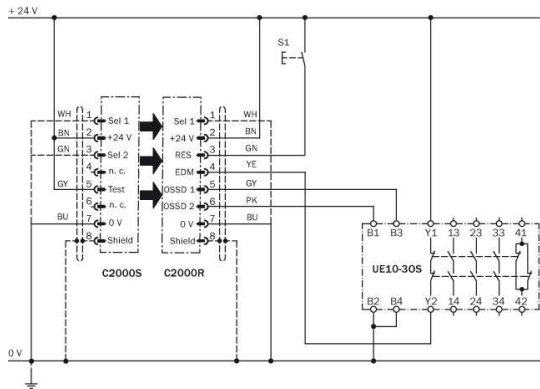 + 24 V
S1
WH 1 Sel 1 Sel 1 1 WH
BN 2 +24 V +24 V 2 BN
GN 3 Sel 2 RES 3 GN
4 n. c. EDM 4 YE
GY 5 Test OSSD 1 5 GY
6 n. c. OSSD 2 6 PK
BU 7 0 V 0 V 7 BU
8 Shield Shield 8
C2000S C2000R
B1 B3 Y1 13 23 33 41
UE10-30S
B2 B4 Y2 14 24 34 42
0 V